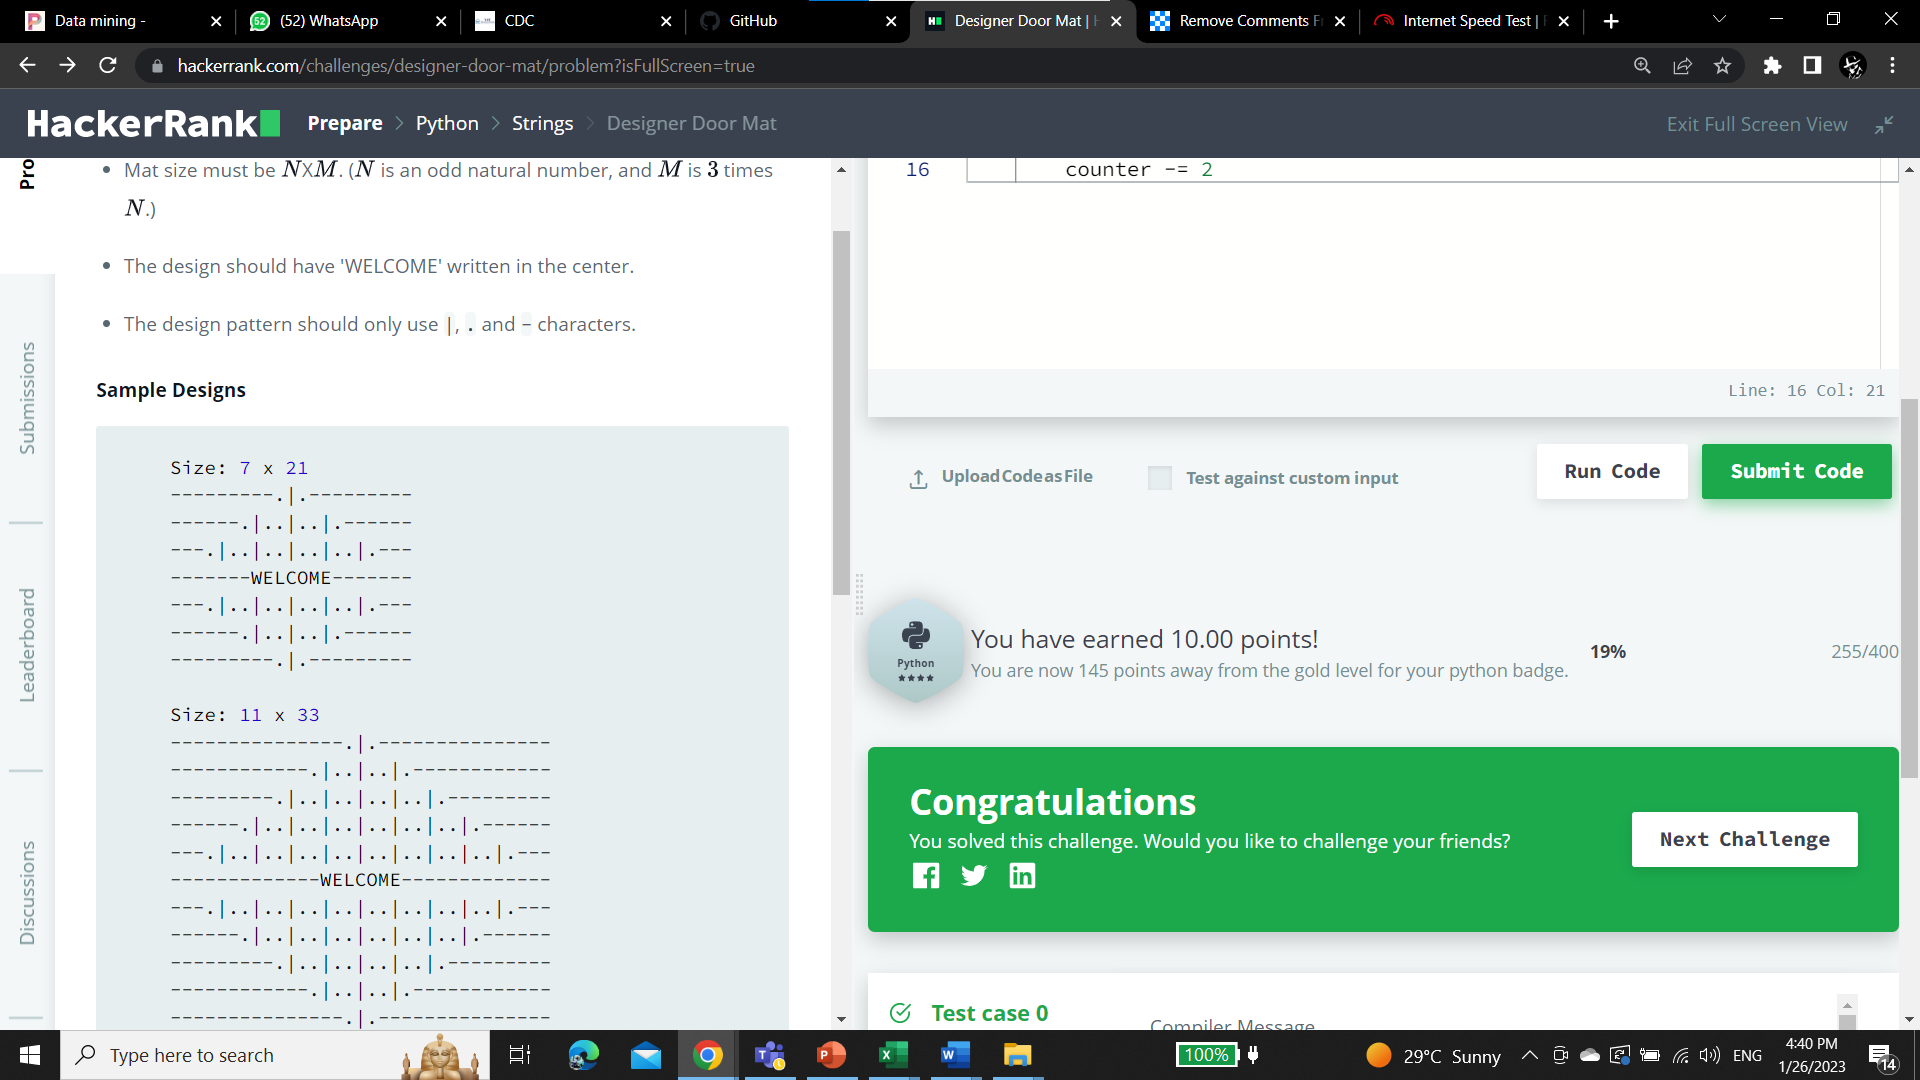 Data mining -
(52) WhatsApp
CDC
GitHub
Designer Door Mat | H
Remove Comments Fr
Internet Speed Test | F
hackerrank.com/challenges/designer-door-mat/problem?isFullScreen=true
HackerRank
Prepare > Python > Strings > Designer Door Mat
Exit Full Screen View
Pro
Submissions
Leaderboard
Discussions
• Mat size must be NXM. (N is an odd natural number, and M is 3 times
N.)
• The design should have 'WELCOME' written in the center.
• The design pattern should only use |, . and - characters.
Sample Designs
Size: 7 x 21
---------.|.---------
------.|..|..|.------
---.|..|..|..|..|.---
-------WELCOME-------
---.|..|..|..|..|.---
------.|..|..|.------
---------.|.---------
Size: 11 x 33
---------------.|.---------------
------------.|..|..|.------------
---------.|..|..|..|..|.---------
------.|..|..|..|..|..|..|.------
---.|..|..|..|..|..|..|..|..|.---
-------------WELCOME-------------
---.|..|..|..|..|..|..|..|..|.---
------.|..|..|..|..|..|..|.------
---------.|..|..|..|..|.---------
------------.|..|..|.------------
---------------.|.---------------
16 counter -= 2
Line: 16 Col: 21
Upload Code as File
Test against custom input
Run Code
Submit Code
Python
You have earned 10.00 points!
You are now 145 points away from the gold level for your python badge.
19%
255/400
Congratulations
You solved this challenge. Would you like to challenge your friends?
Next Challenge
Test case 0
Compiler Message
Type here to search
100%
29°C Sunny
ENG
4:40 PM
1/26/2023
14